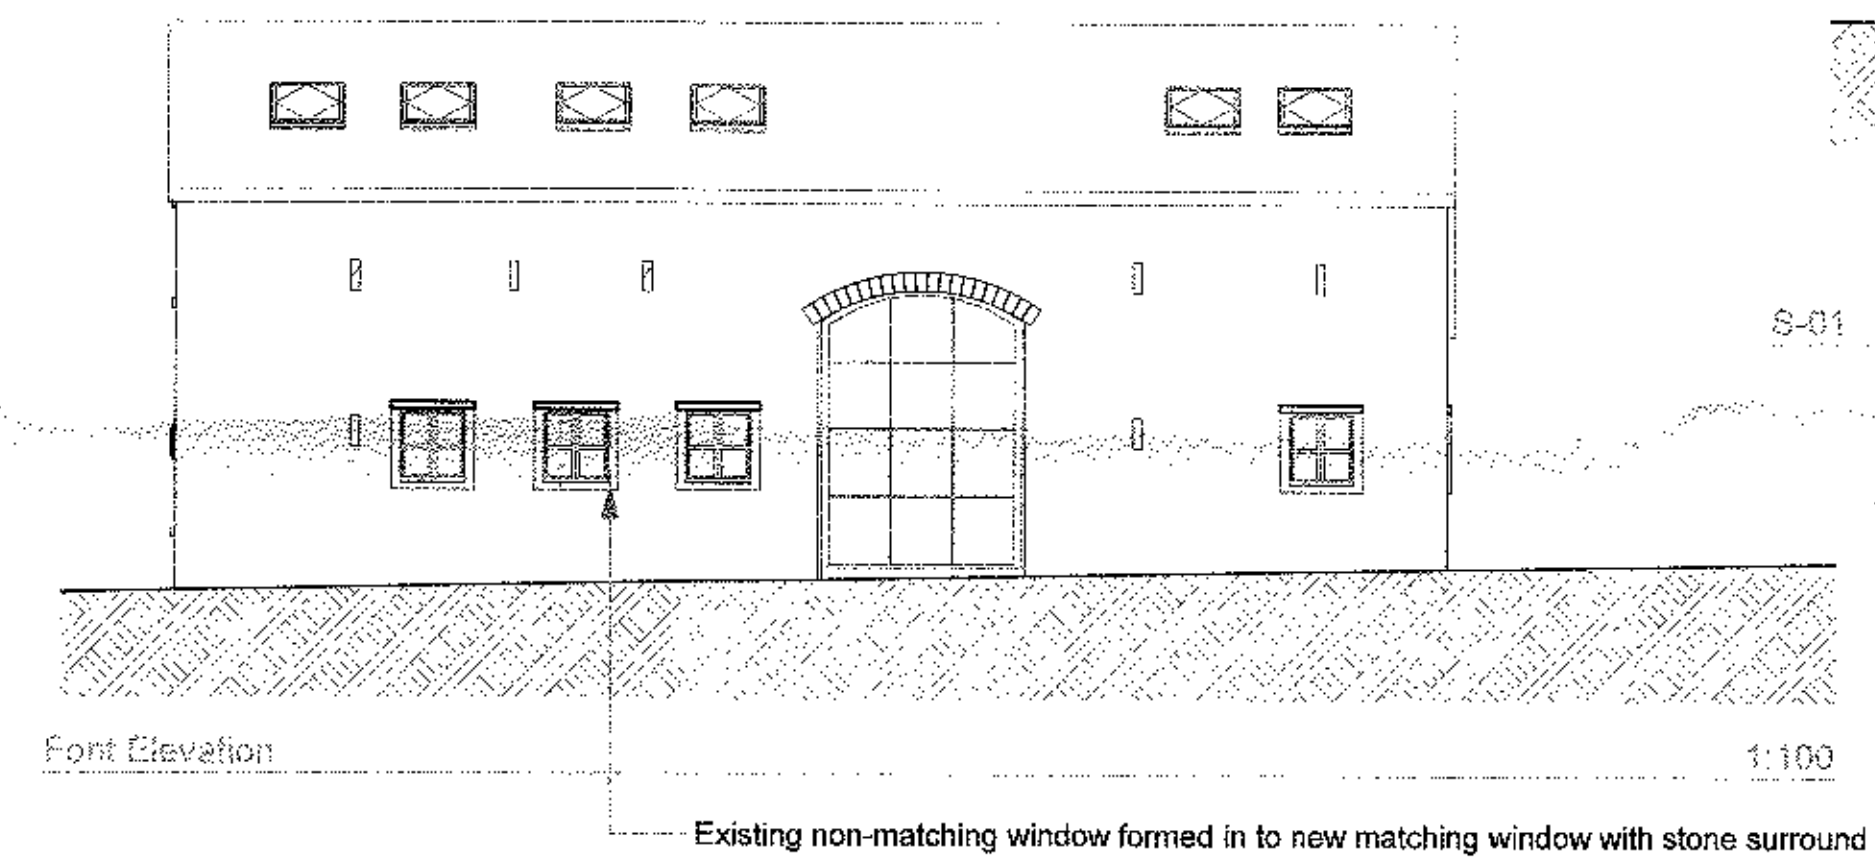 S-01
Font Elevation
1:100
Existing non-matching window formed in to new matching window with stone surround